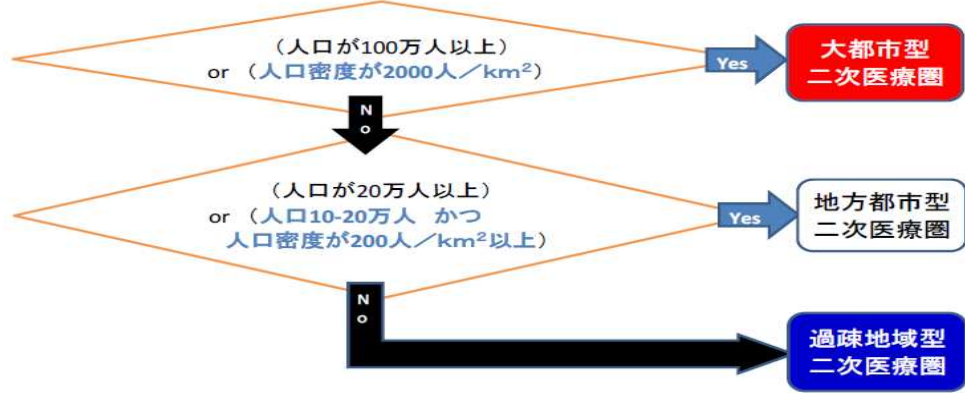 （人口が100万人以上）
or （人口密度が2000人／km²）
Yes
大都市型
二次医療圏
No
（人口が20万人以上）
or （人口10-20万人 かつ
人口密度が200人／km²以上）
Yes
地方都市型
二次医療圏
No
過疎地域型
二次医療圏